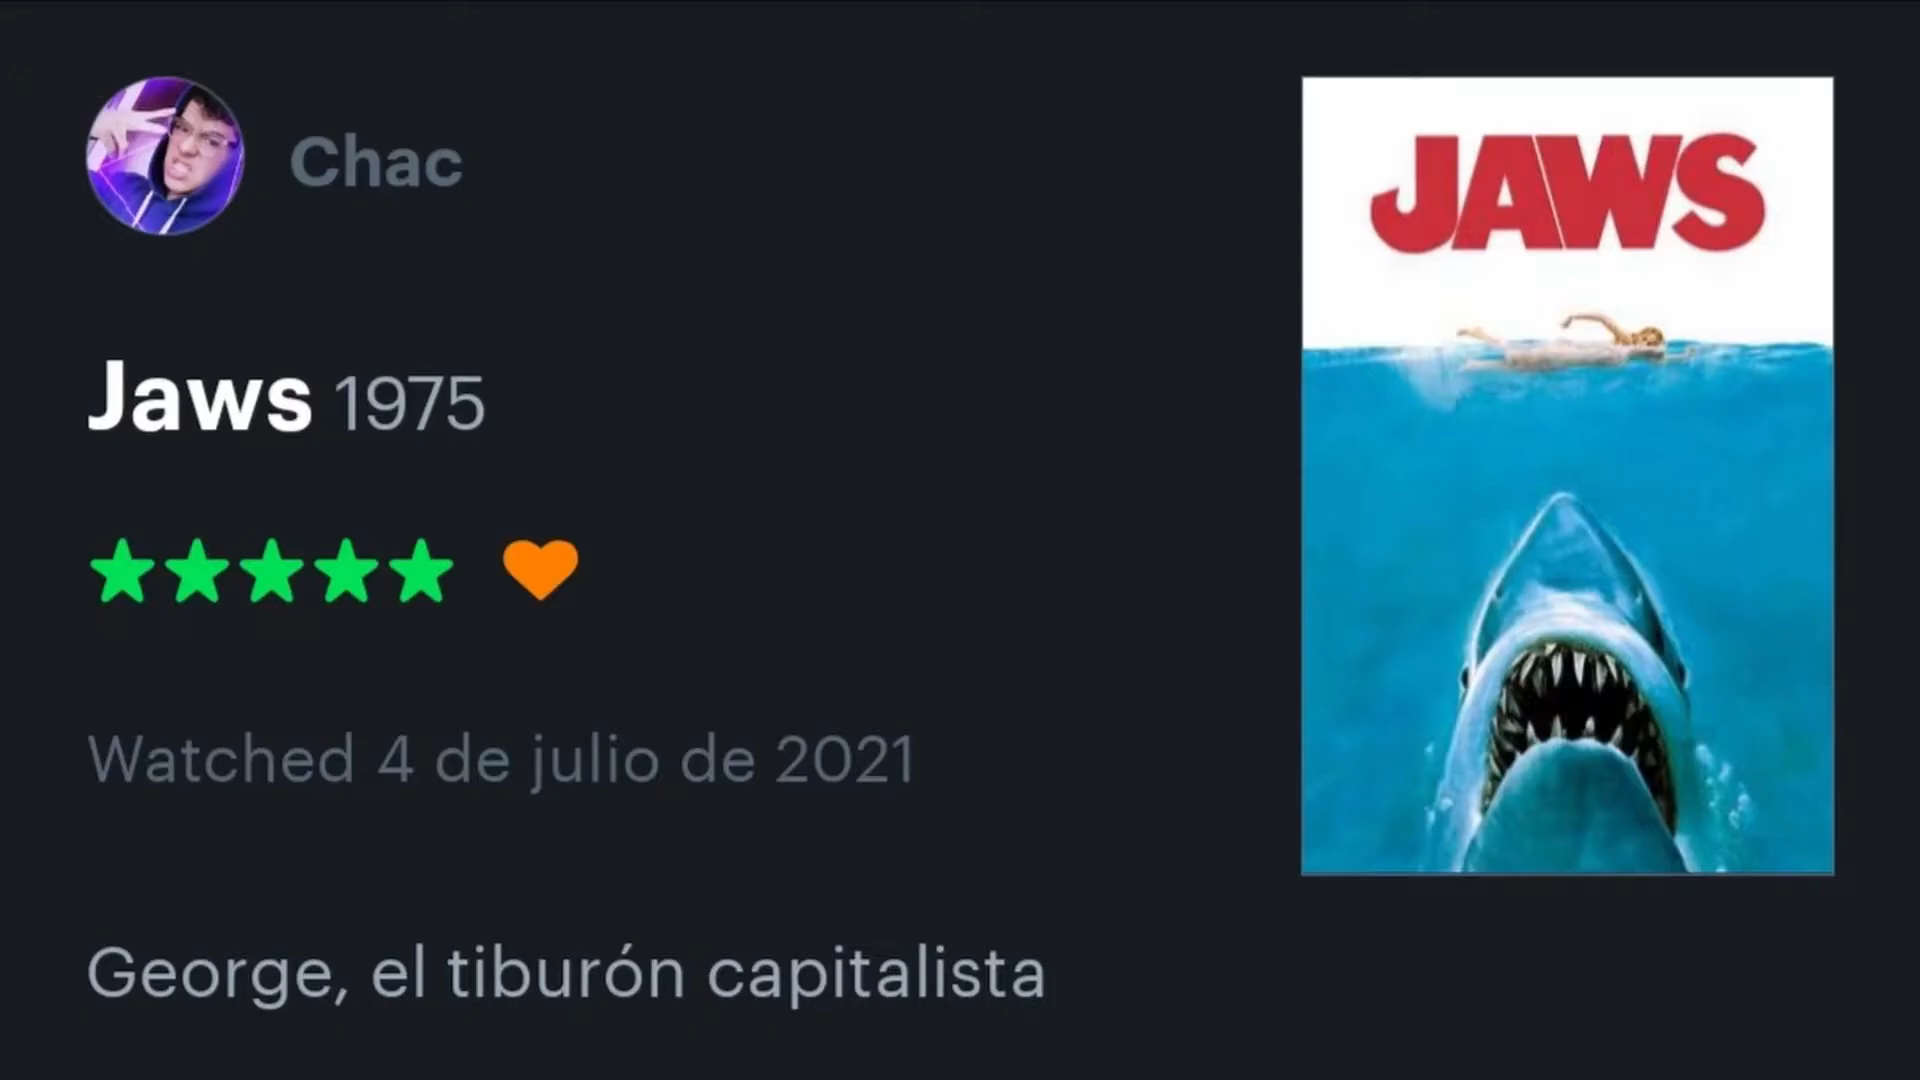 Chac
JAWS
Jaws 1975
Watched 4 de julio de 2021
George, el tiburón capitalista